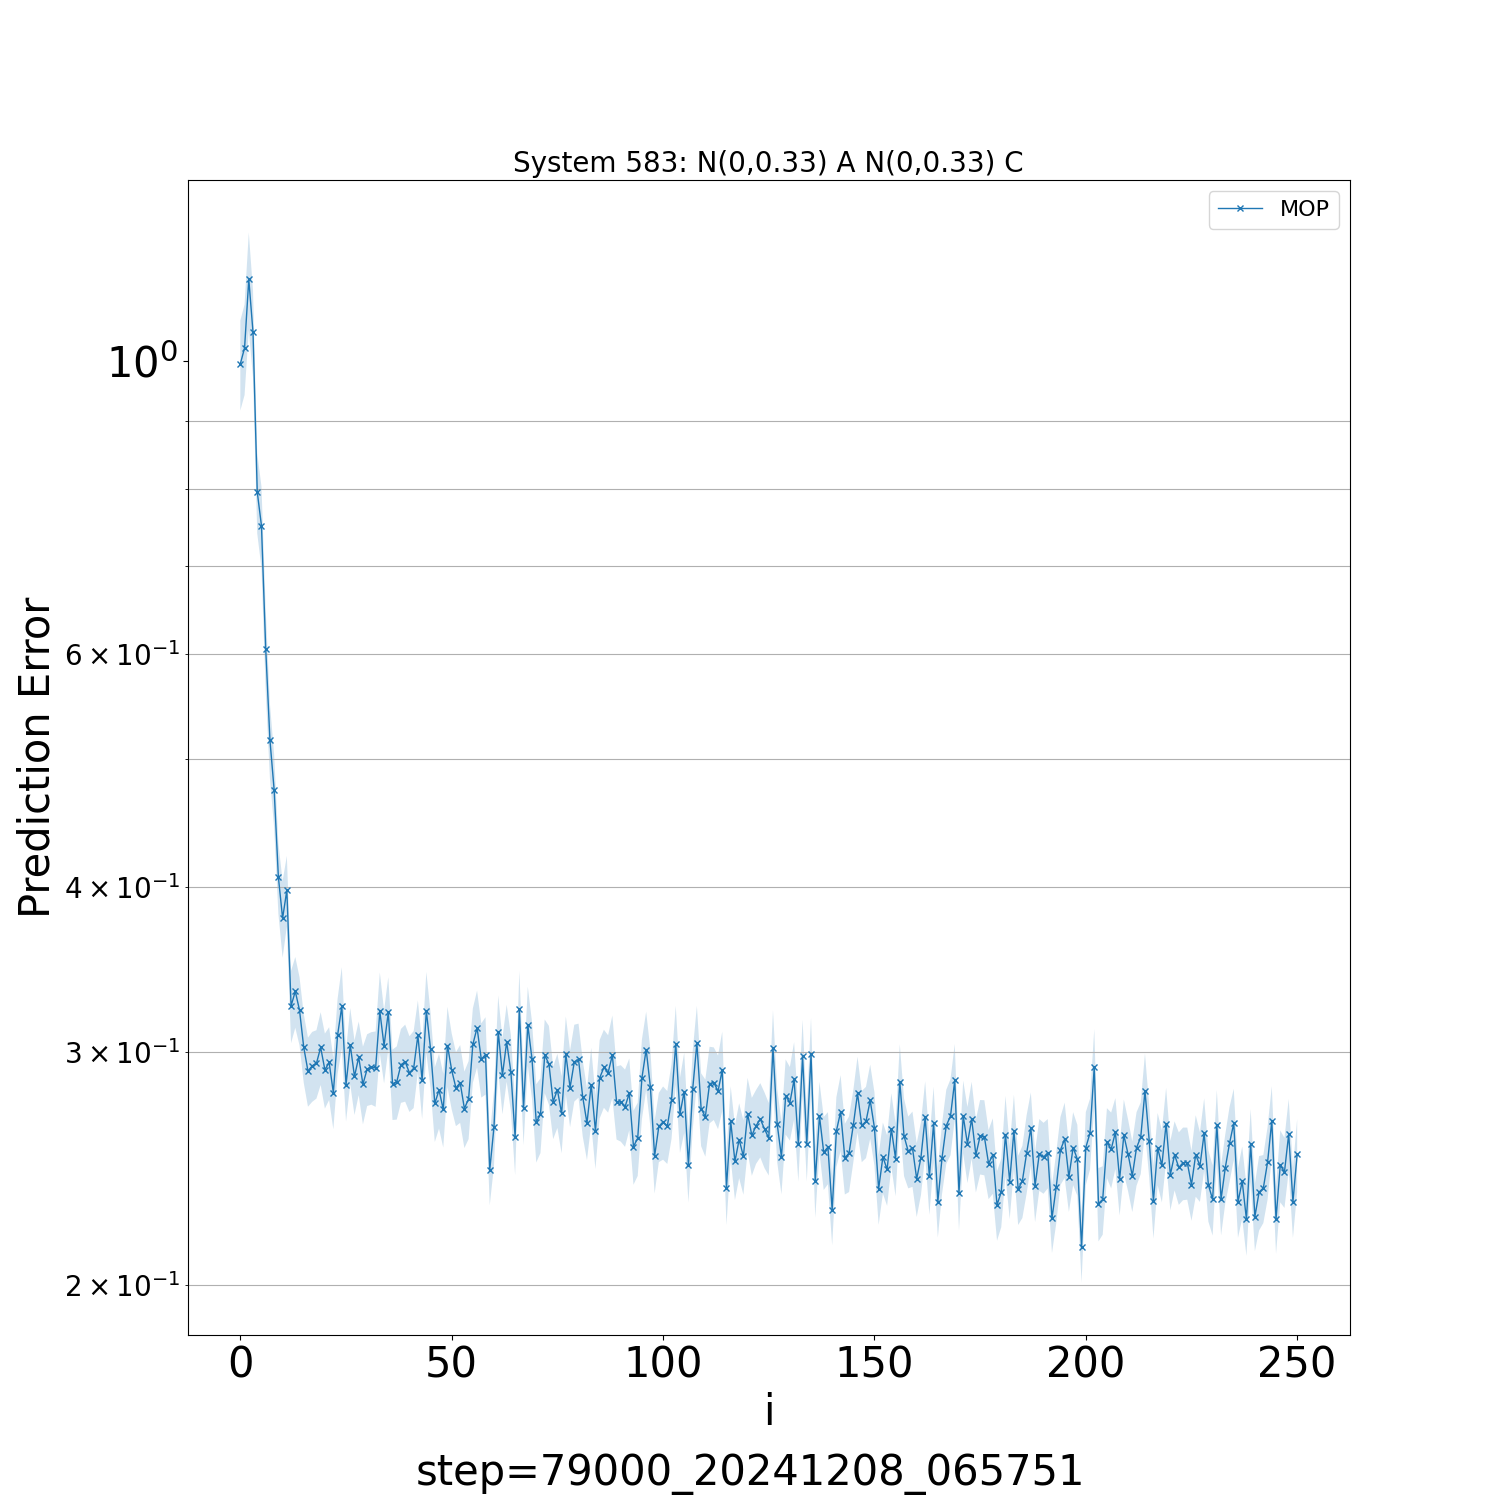 System 583: N(0,0.33) A N(0,0.33) C
MOP
Prediction Error
10⁰
6 × 10⁻¹
4 × 10⁻¹
3 × 10⁻¹
2 × 10⁻¹
0 50 100 150 200 250
i
step=79000_20241208_065751